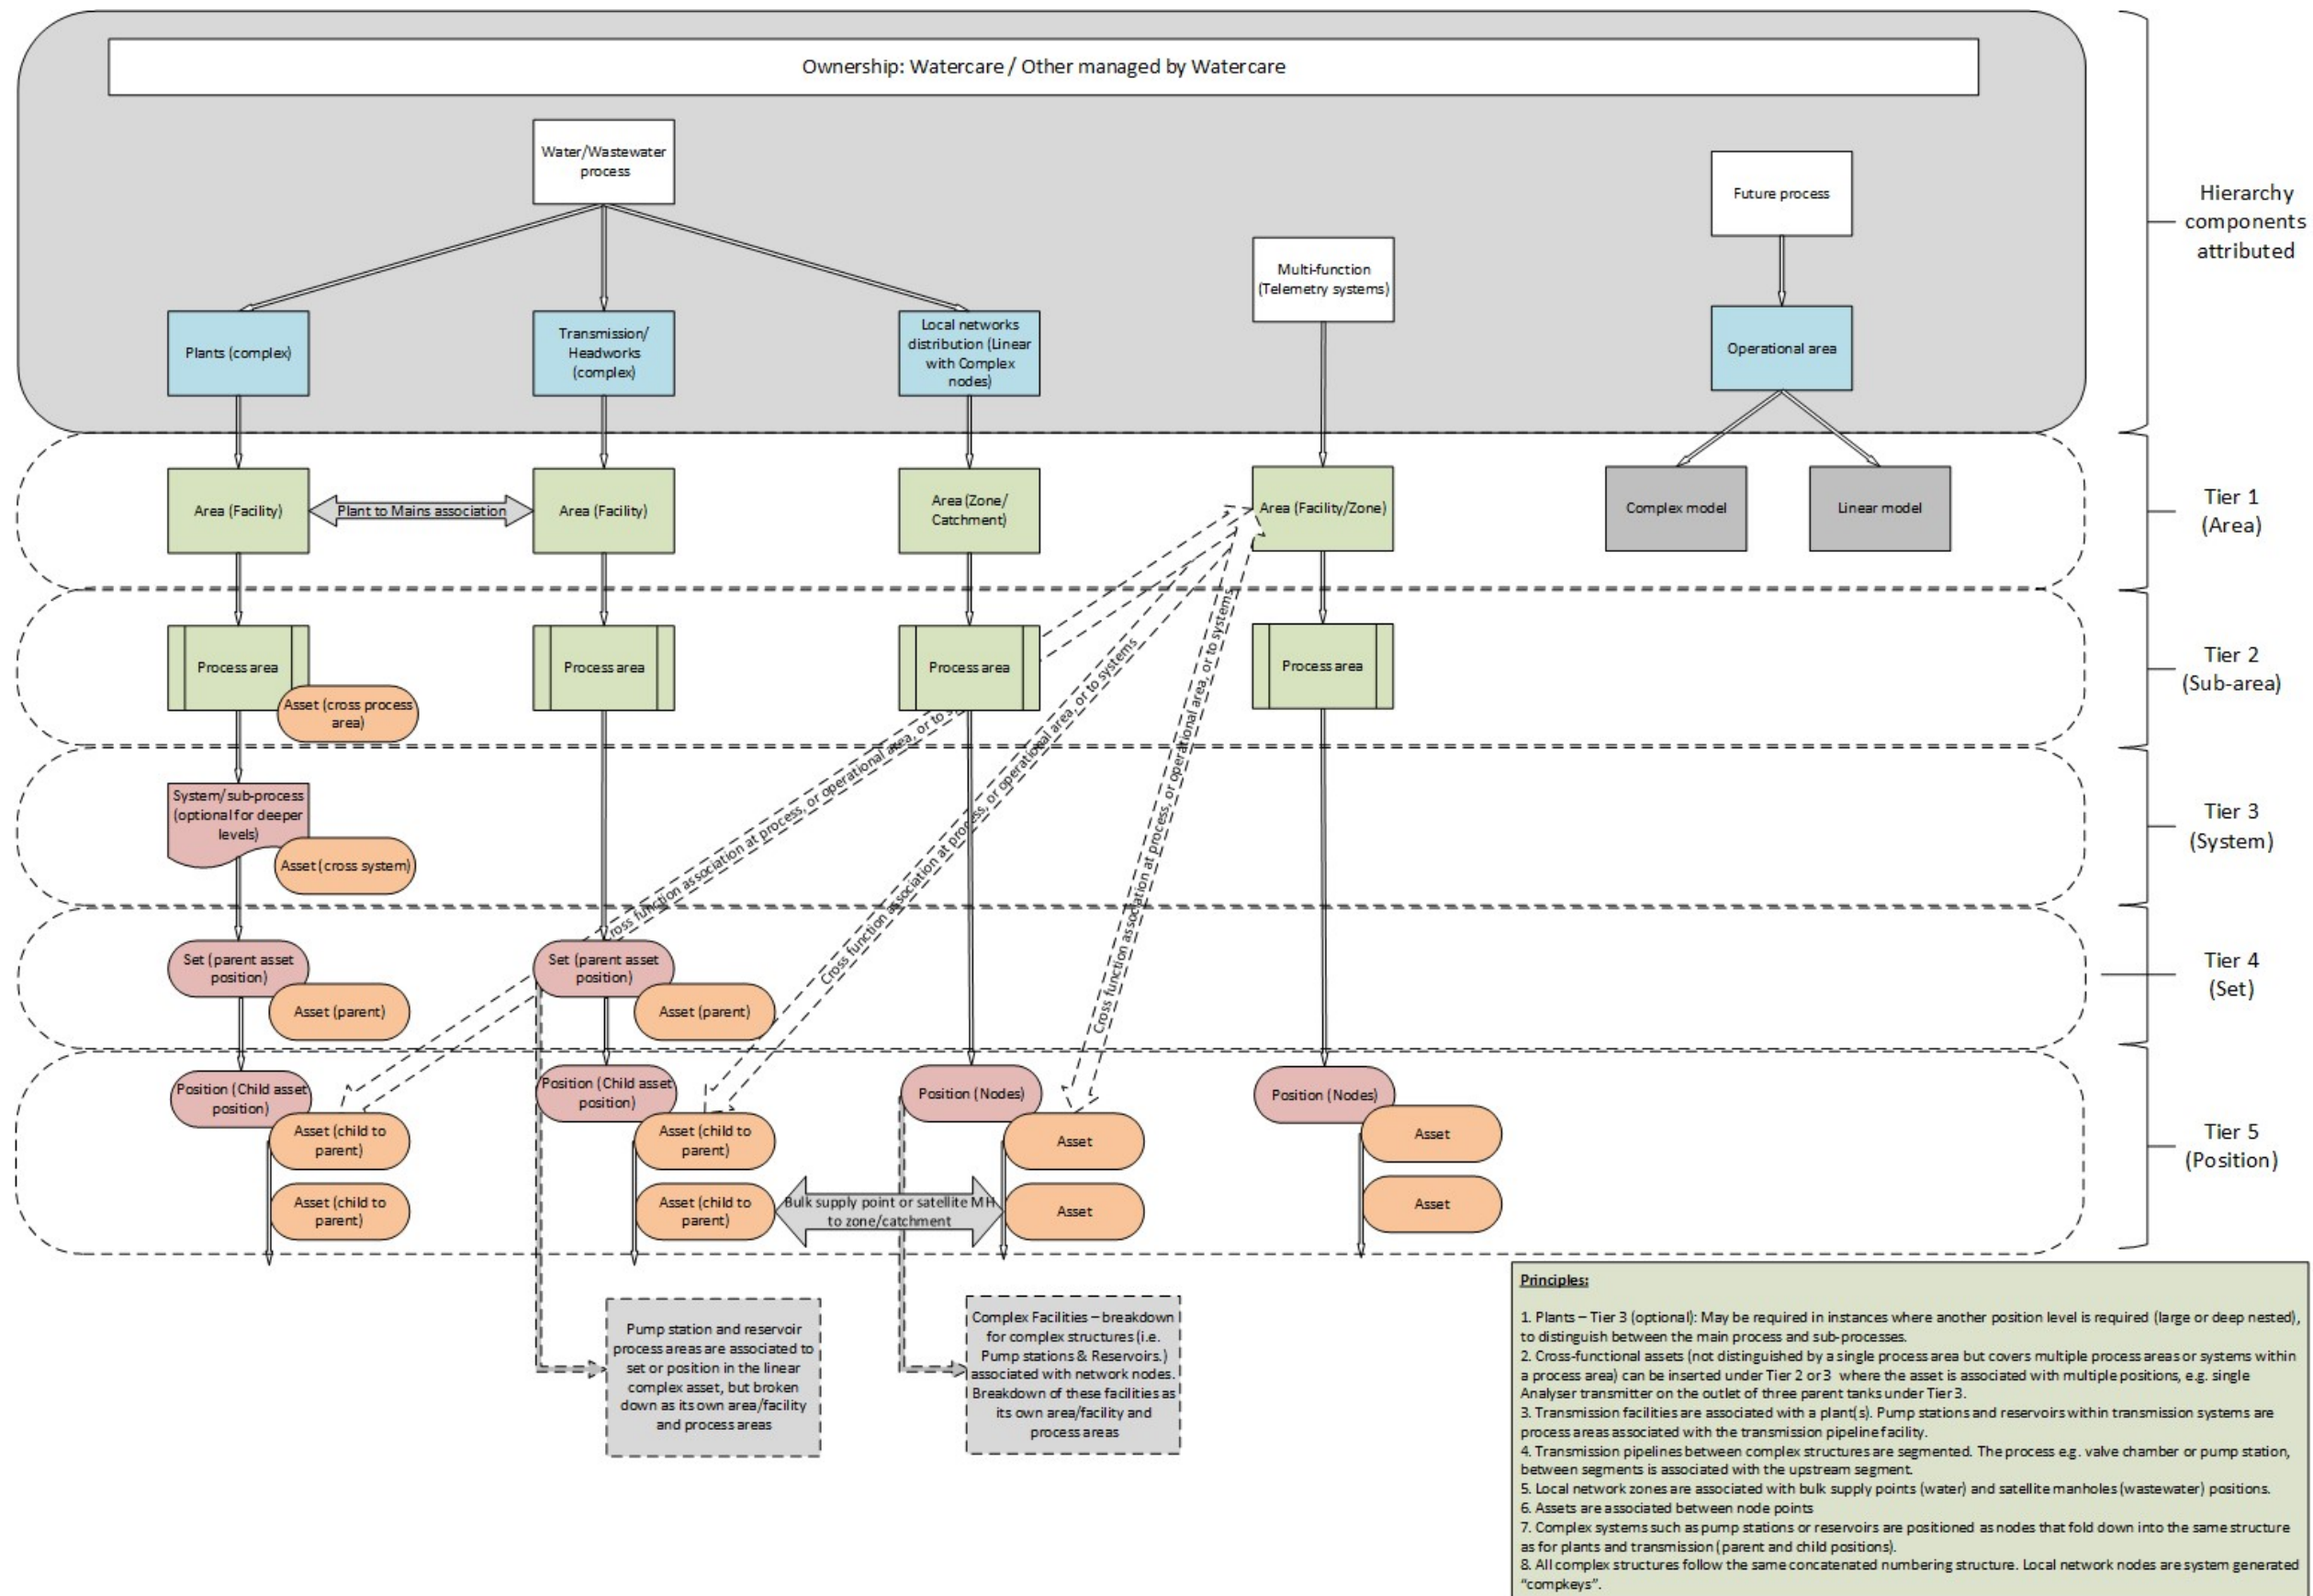 Ownership: Watercare / Other managed by Watercare
Water/Wastewater
process
Future process
Hierarchy
components
attributed
Multi-function
(Telemetry systems)
Plants (complex)
Transmission/
Headworks
(complex)
Local networks
distribution (Linear
with Complex
nodes)
Operational area
Area (Facility)
Plant to Mains association
Area (Facility)
Area (Zone/
Catchment)
Area (Facility/Zone)
Complex model
Linear model
Tier 1
(Area)
Process area
Asset (cross process
area)
Process area
Process area
Process area
Tier 2
(Sub-area)
System/sub-process
(optional for deeper
levels)
Asset (cross system)
Tier 3
(System)
ross function association at process, or operational area, or to s
Cross function association at process, or operational area, or to systems
Cross function association at process, or operational area, or to systems
Set (parent asset
position)
Asset (parent)
Set (parent asset
position)
Asset (parent)
Tier 4
(Set)
Position (Child asset
position)
Asset (child to
parent)
Asset (child to
parent)
Position (Child asset
position)
Asset (child to
parent)
Asset (child to
parent)
Bulk supply point or satellite MH
to zone/catchment
Position (Nodes)
Asset
Asset
Position (Nodes)
Asset
Asset
Tier 5
(Position)
Pump station and reservoir
process areas are associated to
set or position in the linear
complex asset, but broken
down as its own area/facility
and process areas
Complex Facilities – breakdown
for complex structures (i.e.
Pump stations & Reservoirs.)
associated with network nodes.
Breakdown of these facilities as
its own area/facility and
process areas
Principles:
1. Plants – Tier 3 (optional): May be required in instances where another position level is required (large or deep nested),
to distinguish between the main process and sub-processes.
2. Cross-functional assets (not distinguished by a single process area but covers multiple process areas or systems within
a process area) can be inserted under Tier 2 or 3 where the asset is associated with multiple positions, e.g. single
Analyser transmitter on the outlet of three parent tanks under Tier 3.
3. Transmission facilities are associated with a plant(s). Pump stations and reservoirs within transmission systems are
process areas associated with the transmission pipeline facility.
4. Transmission pipelines between complex structures are segmented. The process e.g. valve chamber or pump station,
between segments is associated with the upstream segment.
5. Local network zones are associated with bulk supply points (water) and satellite manholes (wastewater) positions.
6. Assets are associated between node points
7. Complex systems such as pump stations or reservoirs are positioned as nodes that fold down into the same structure
as for plants and transmission (parent and child positions).
8. All complex structures follow the same concatenated numbering structure. Local network nodes are system generated
“compkeys”.